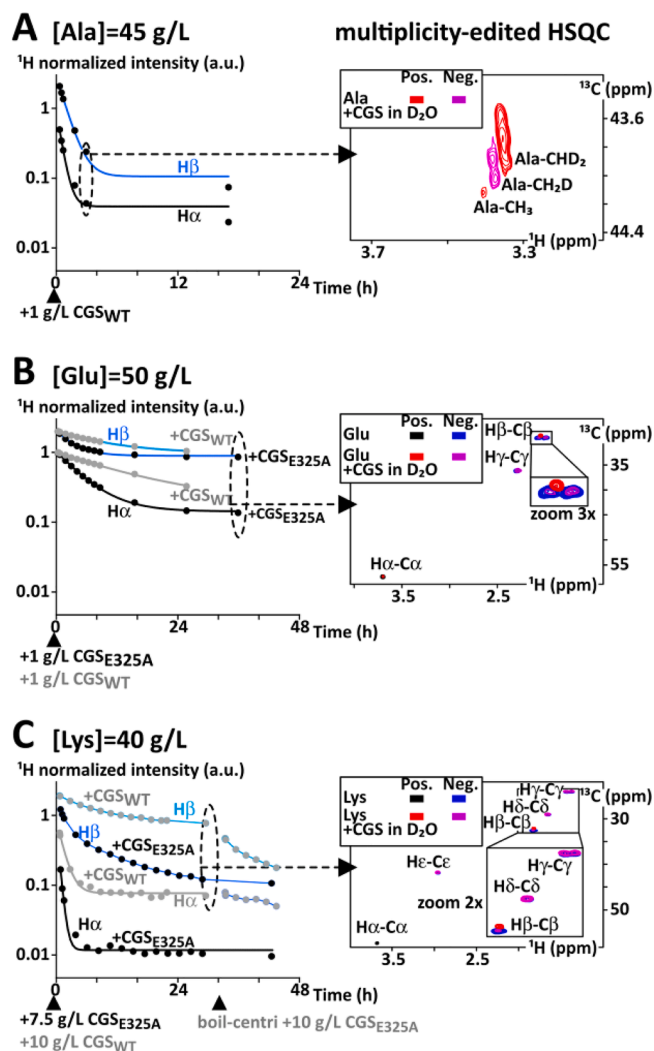 A [Ala]=45 g/L
multiplicity-edited HSQC
¹H normalized intensity (a.u.)
1
0.1
0.01
Hβ
Hα
0 12 24 Time (h)
+1 g/L CGSWT
Pos. Neg.
Ala
+CGS in D₂O
¹³C (ppm)
43.6
44.4
Ala-CHD₂
Ala-CH₂D
Ala-CH₃
3.7 3.3
¹H (ppm)
B [Glu]=50 g/L
¹H normalized intensity (a.u.)
1
0.1
0.01
Hβ
+CGSWT
+CGSE325A
+CGSWT
Hα
+CGSE325A
0 24 48 Time (h)
+1 g/L CGSE325A
+1 g/L CGSWT
Pos. Neg.
Glu
Glu
+CGS in D₂O
Hβ-Cβ
Hγ-Cγ
¹³C (ppm)
35
55
zoom 3x
Hα-Cα
¹H (ppm)
3.5 2.5
C [Lys]=40 g/L
¹H normalized intensity (a.u.)
1
0.1
0.01
+CGSWT
Hβ
Hβ
+CGSE325A
+CGSWT
Hα
Hα
+CGSE325A
0 24 48 Time (h)
+7.5 g/L CGSE325A
+10 g/L CGSWT
boil-centri +10 g/L CGSE325A
Pos. Neg.
Lys
Lys
+CGS in D₂O
Hγ-Cγ
Hδ-Cδ
Hβ-Cβ
¹³C (ppm)
30
50
Hε-Cε
zoom 2x
Hγ-Cγ
Hδ-Cδ
Hβ-Cβ
Hα-Cα
¹H (ppm)
3.5 2.5